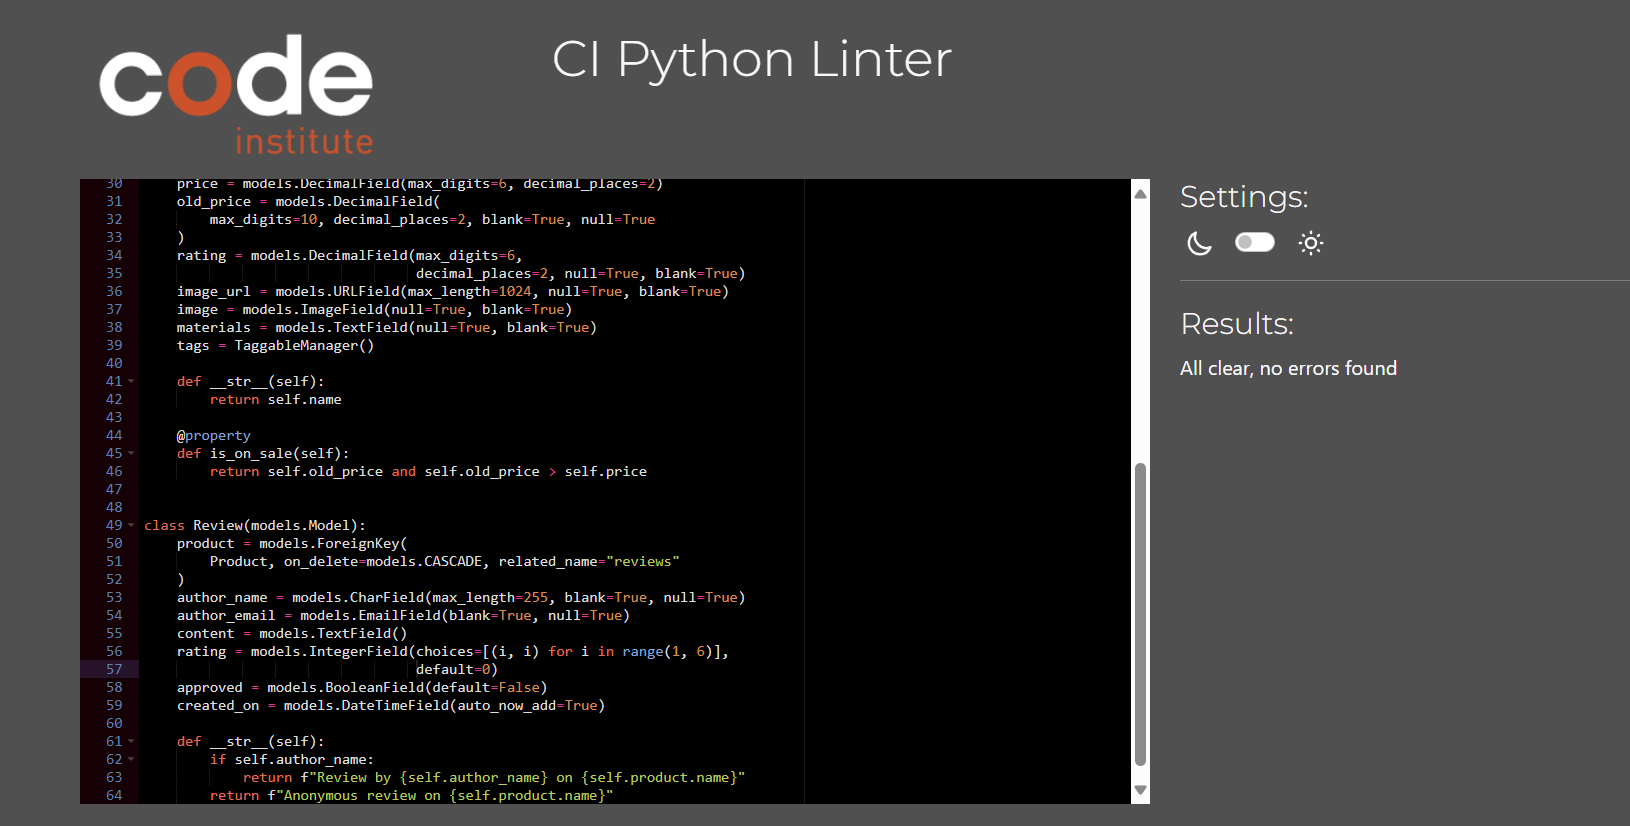 code
institute
CI Python Linter
30 price = models.DecimalField(max_digits=6, decimal_places=2)
31 old_price = models.DecimalField(
32 max_digits=10, decimal_places=2, blank=True, null=True
33 )
34 rating = models.DecimalField(max_digits=6,
35 decimal_places=2, null=True, blank=True)
36 image_url = models.URLField(max_length=1024, null=True, blank=True)
37 image = models.ImageField(null=True, blank=True)
38 materials = models.TextField(null=True, blank=True)
39 tags = TaggableManager()
40
41 def __str__(self):
42 return self.name
43
44 @property
45 def is_on_sale(self):
46 return self.old_price and self.old_price > self.price
47
48
49 class Review(models.Model):
50 product = models.ForeignKey(
51 Product, on_delete=models.CASCADE, related_name="reviews"
52 )
53 author_name = models.CharField(max_length=255, blank=True, null=True)
54 author_email = models.EmailField(blank=True, null=True)
55 content = models.TextField()
56 rating = models.IntegerField(choices=[(i, i) for i in range(1, 6)],
57 default=0)
58 approved = models.BooleanField(default=False)
59 created_on = models.DateTimeField(auto_now_add=True)
60
61 def __str__(self):
62 if self.author_name:
63 return f"Review by {self.author_name} on {self.product.name}"
64 return f"Anonymous review on {self.product.name}"
Settings:
Results:
All clear, no errors found